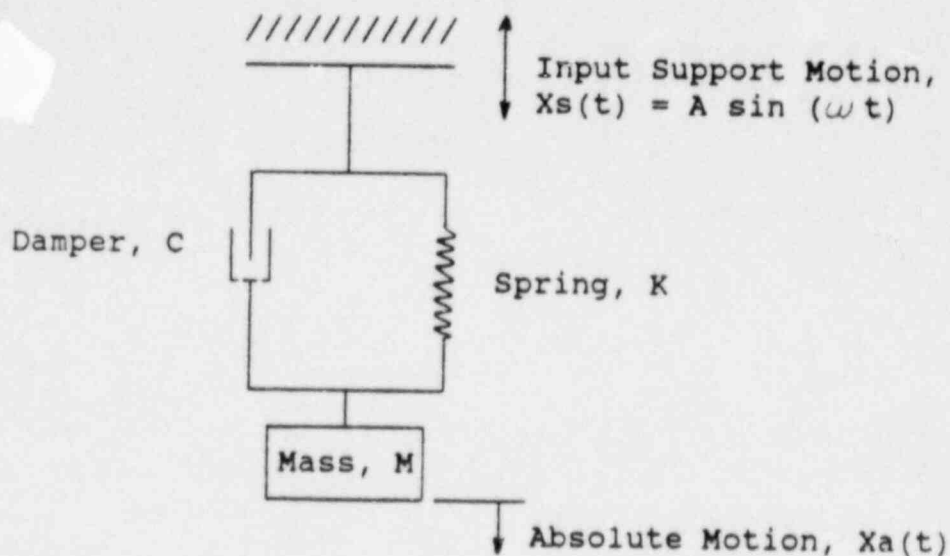 Input Support Motion,
Xs(t) = A sin (ω t)
Damper, C
Spring, K
Mass, M
Absolute Motion, Xa(t)